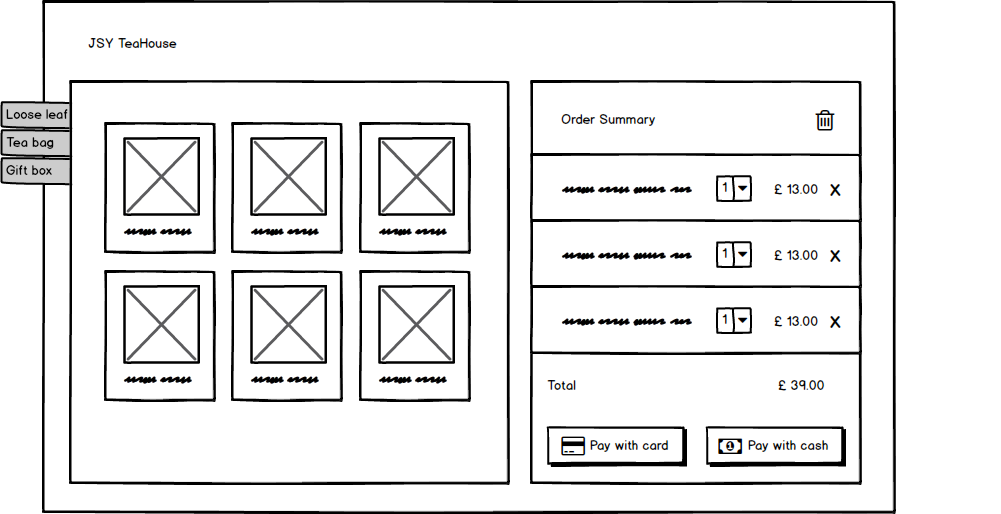 JSY TeaHouse
Loose leaf
Tea bag
Gift box
Order Summary
1 £ 13.00 X
1 £ 13.00 X
1 £ 13.00 X
Total £ 39.00
Pay with card
Pay with cash